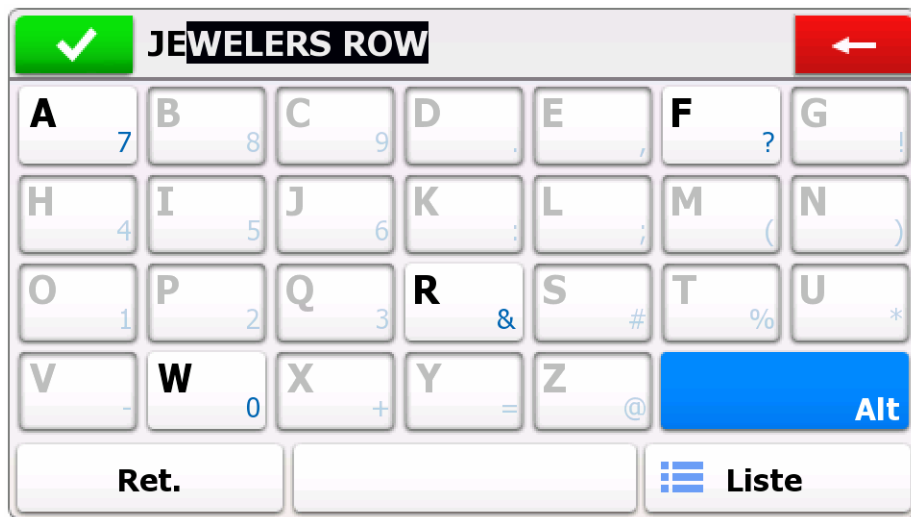 JEWELERS ROW
A 7 B 8 C 9 D . E , F ? G !
H 4 I 5 J 6 K : L ; M ( N )
O 1 P 2 Q 3 R & S # T % U *
V - W 0 X + Y = Z @ Alt
Ret. Liste